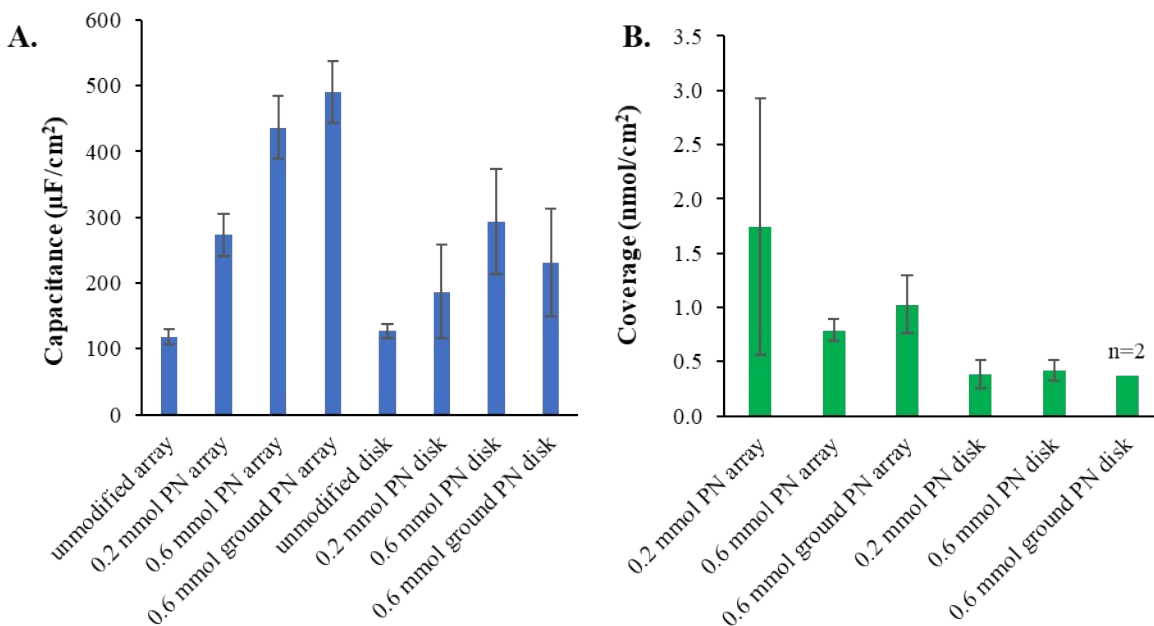 A.
Capacitance (µF/cm²)
600
500
400
300
200
100
0
unmodified array
0.2 mmol PN array
0.6 mmol PN array
0.6 mmol ground PN array
unmodified disk
0.2 mmol PN disk
0.6 mmol PN disk
0.6 mmol ground PN disk
B.
Coverage (nmol/cm²)
3.5
3.0
2.5
2.0
1.5
1.0
0.5
0.0
n=2
0.2 mmol PN array
0.6 mmol PN array
0.6 mmol ground PN array
0.2 mmol PN disk
0.6 mmol PN disk
0.6 mmol ground PN disk